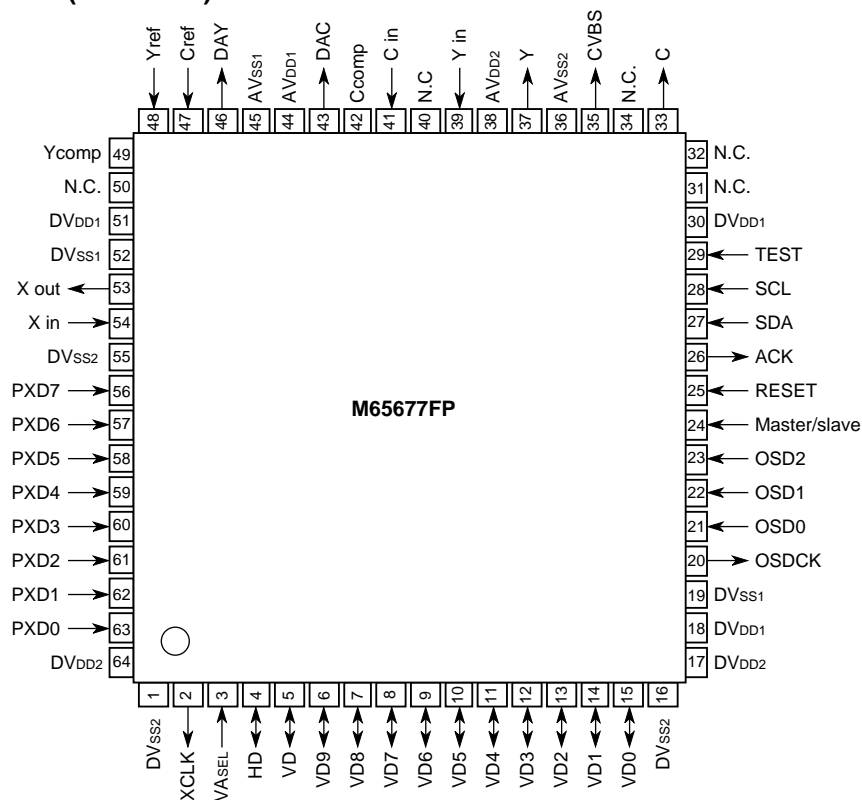 Yref
Cref
DAY
AVSS1
AVDD1
DAC
Ccomp
C in
N.C
Y in
AVDD2
Y
AVSS2
CVBS
N.C.
C
48 47 46 45 44 43 42 41 40 39 38 37 36 35 34 33
Ycomp 49
N.C. 50
DVDD1 51
DVSS1 52
X out 53
X in 54
DVSS2 55
PXD7 56
PXD6 57
PXD5 58
PXD4 59
PXD3 60
PXD2 61
PXD1 62
PXD0 63
DVDD2 64
M65677FP
32 N.C.
31 N.C.
30 DVDD1
29 TEST
28 SCL
27 SDA
26 ACK
25 RESET
24 Master/slave
23 OSD2
22 OSD1
21 OSD0
20 OSDCK
19 DVSS1
18 DVDD1
17 DVDD2
1 2 3 4 5 6 7 8 9 10 11 12 13 14 15 16
DVSS2
XCLK
VASEL
HD
VD
VD9
VD8
VD7
VD6
VD5
VD4
VD3
VD2
VD1
VD0
DVSS2